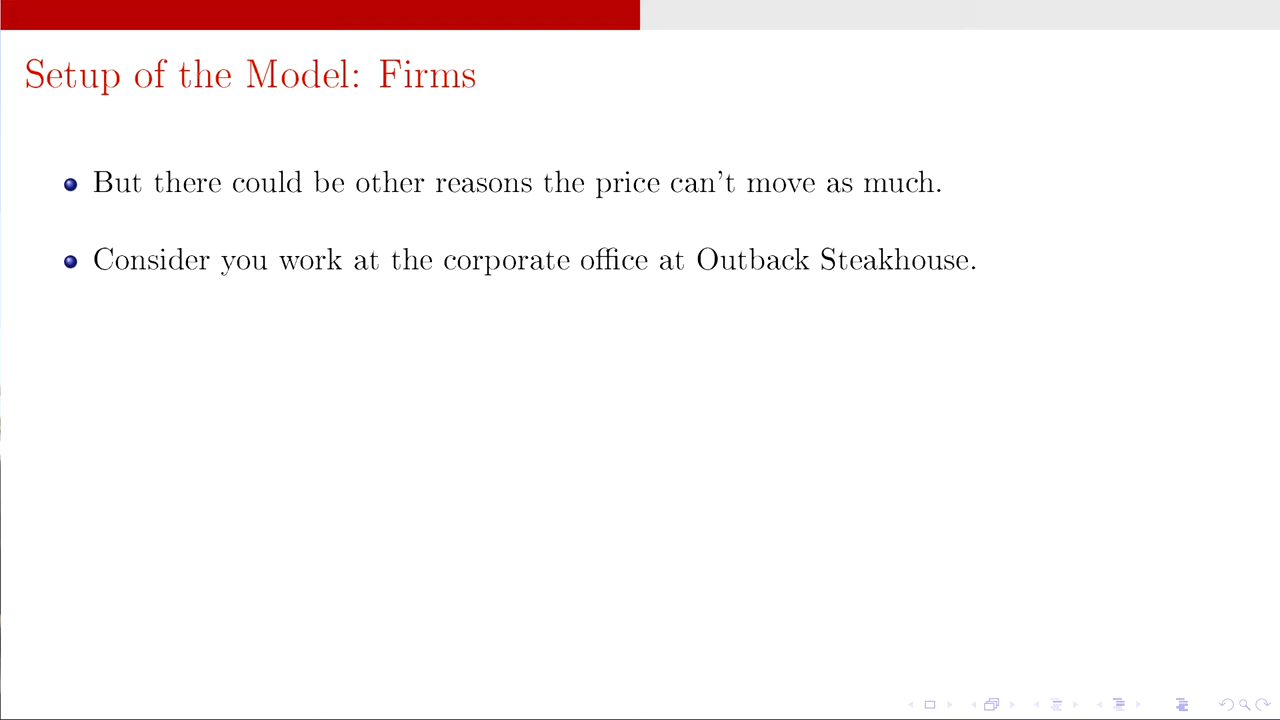 Setup of the Model: Firms
But there could be other reasons the price can't move as much.
Consider you work at the corporate office at Outback Steakhouse.